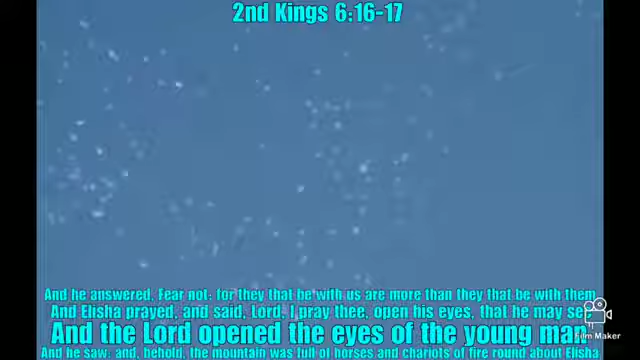 2nd Kings 6:16-17
And he answered, Fear not: for they that be with us are more than they that be with them
And Elisha prayed, and said, Lord, I pray thee, open his eyes, that he may se
And the Lord opened the eyes of the young man
And he saw: and, behold, the mountain was full of horses and chariots of fire round about Elisha
Film Maker